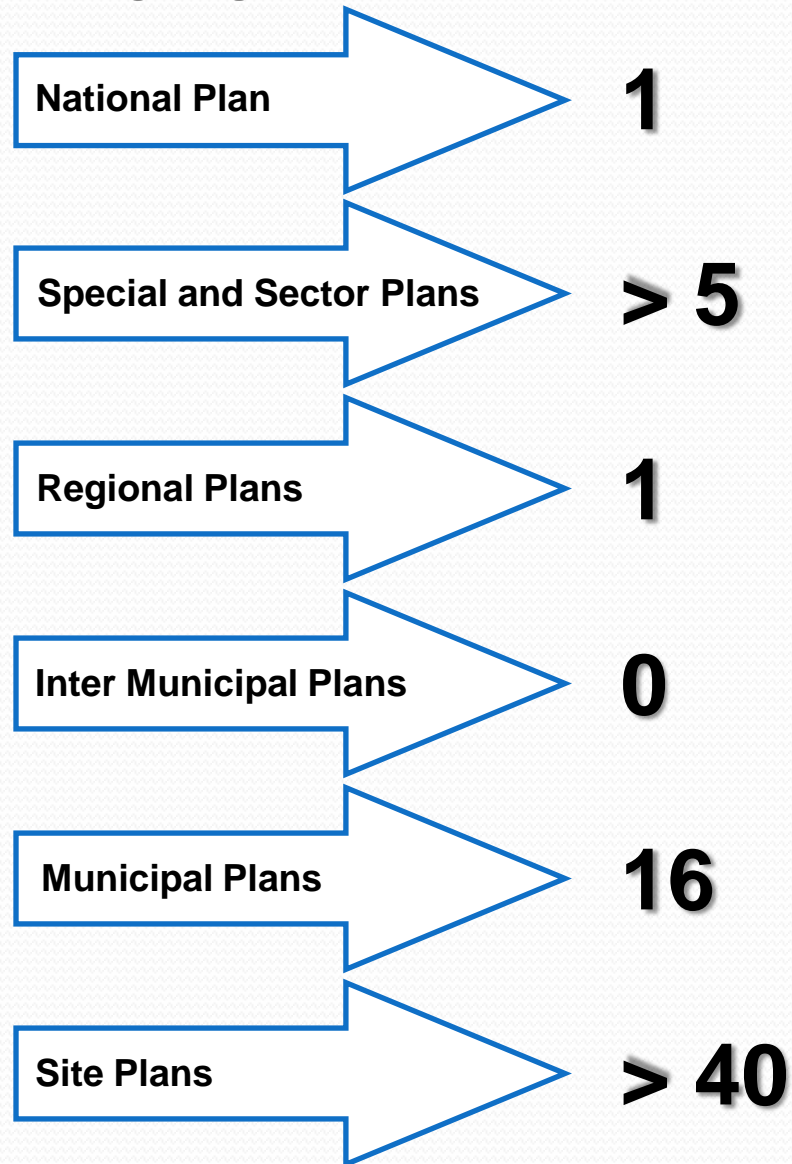 National Plan 1
Special and Sector Plans > 5
Regional Plans 1
Inter Municipal Plans 0
Municipal Plans 16
Site Plans > 40